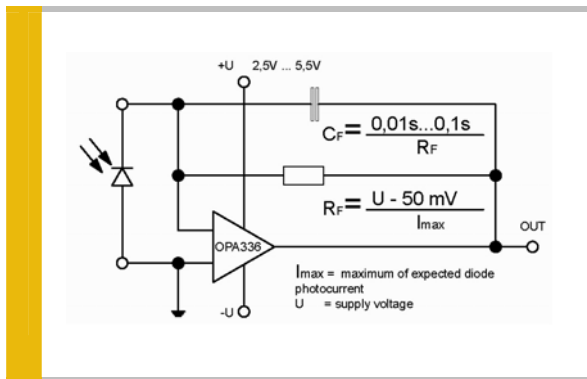 +U 2,5V ... 5,5V
CF= 0,01s...0,1s
RF
RF= U - 50 mV
Imax
OUT
OPA336
Imax = maximum of expected diode
photocurrent
U = supply voltage
-U